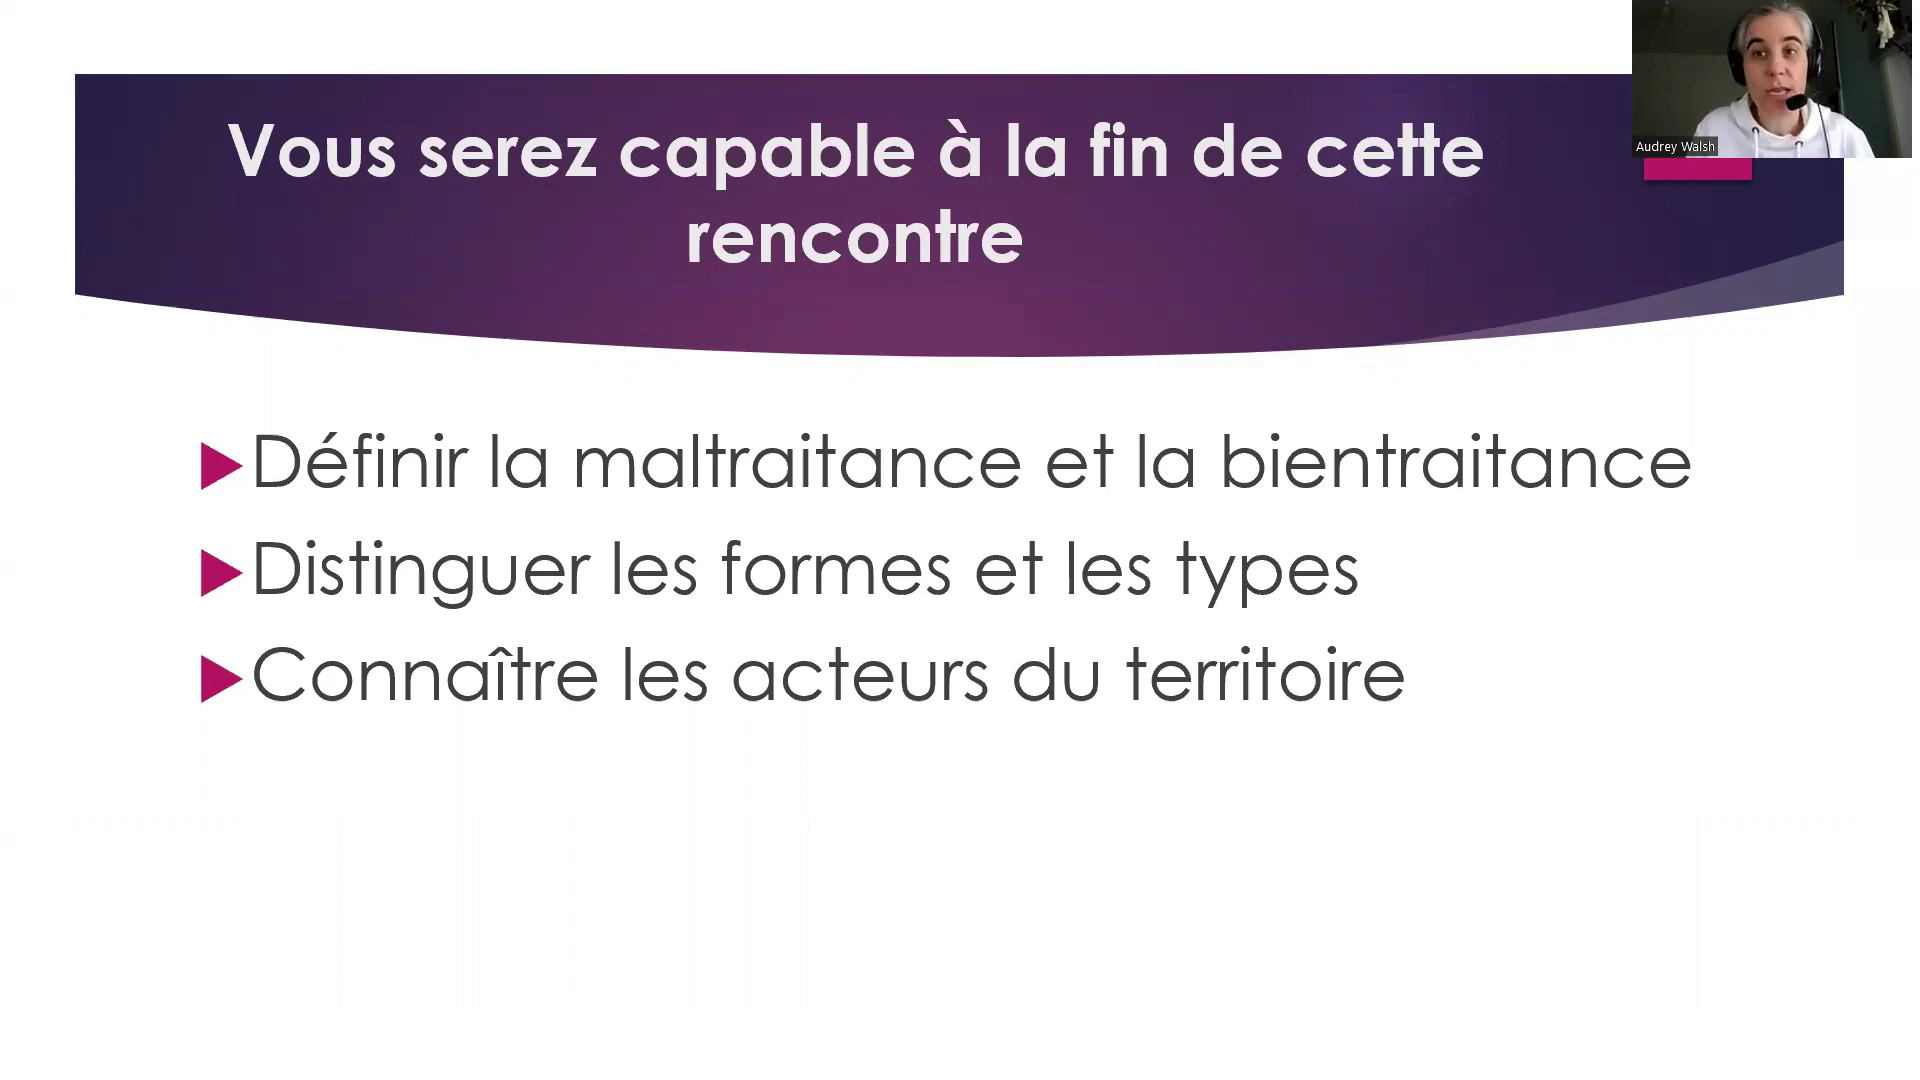 Vous serez capable à la fin de cette
rencontre
Audrey Walsh
Définir la maltraitance et la bientraitance
Distinguer les formes et les types
Connaître les acteurs du territoire